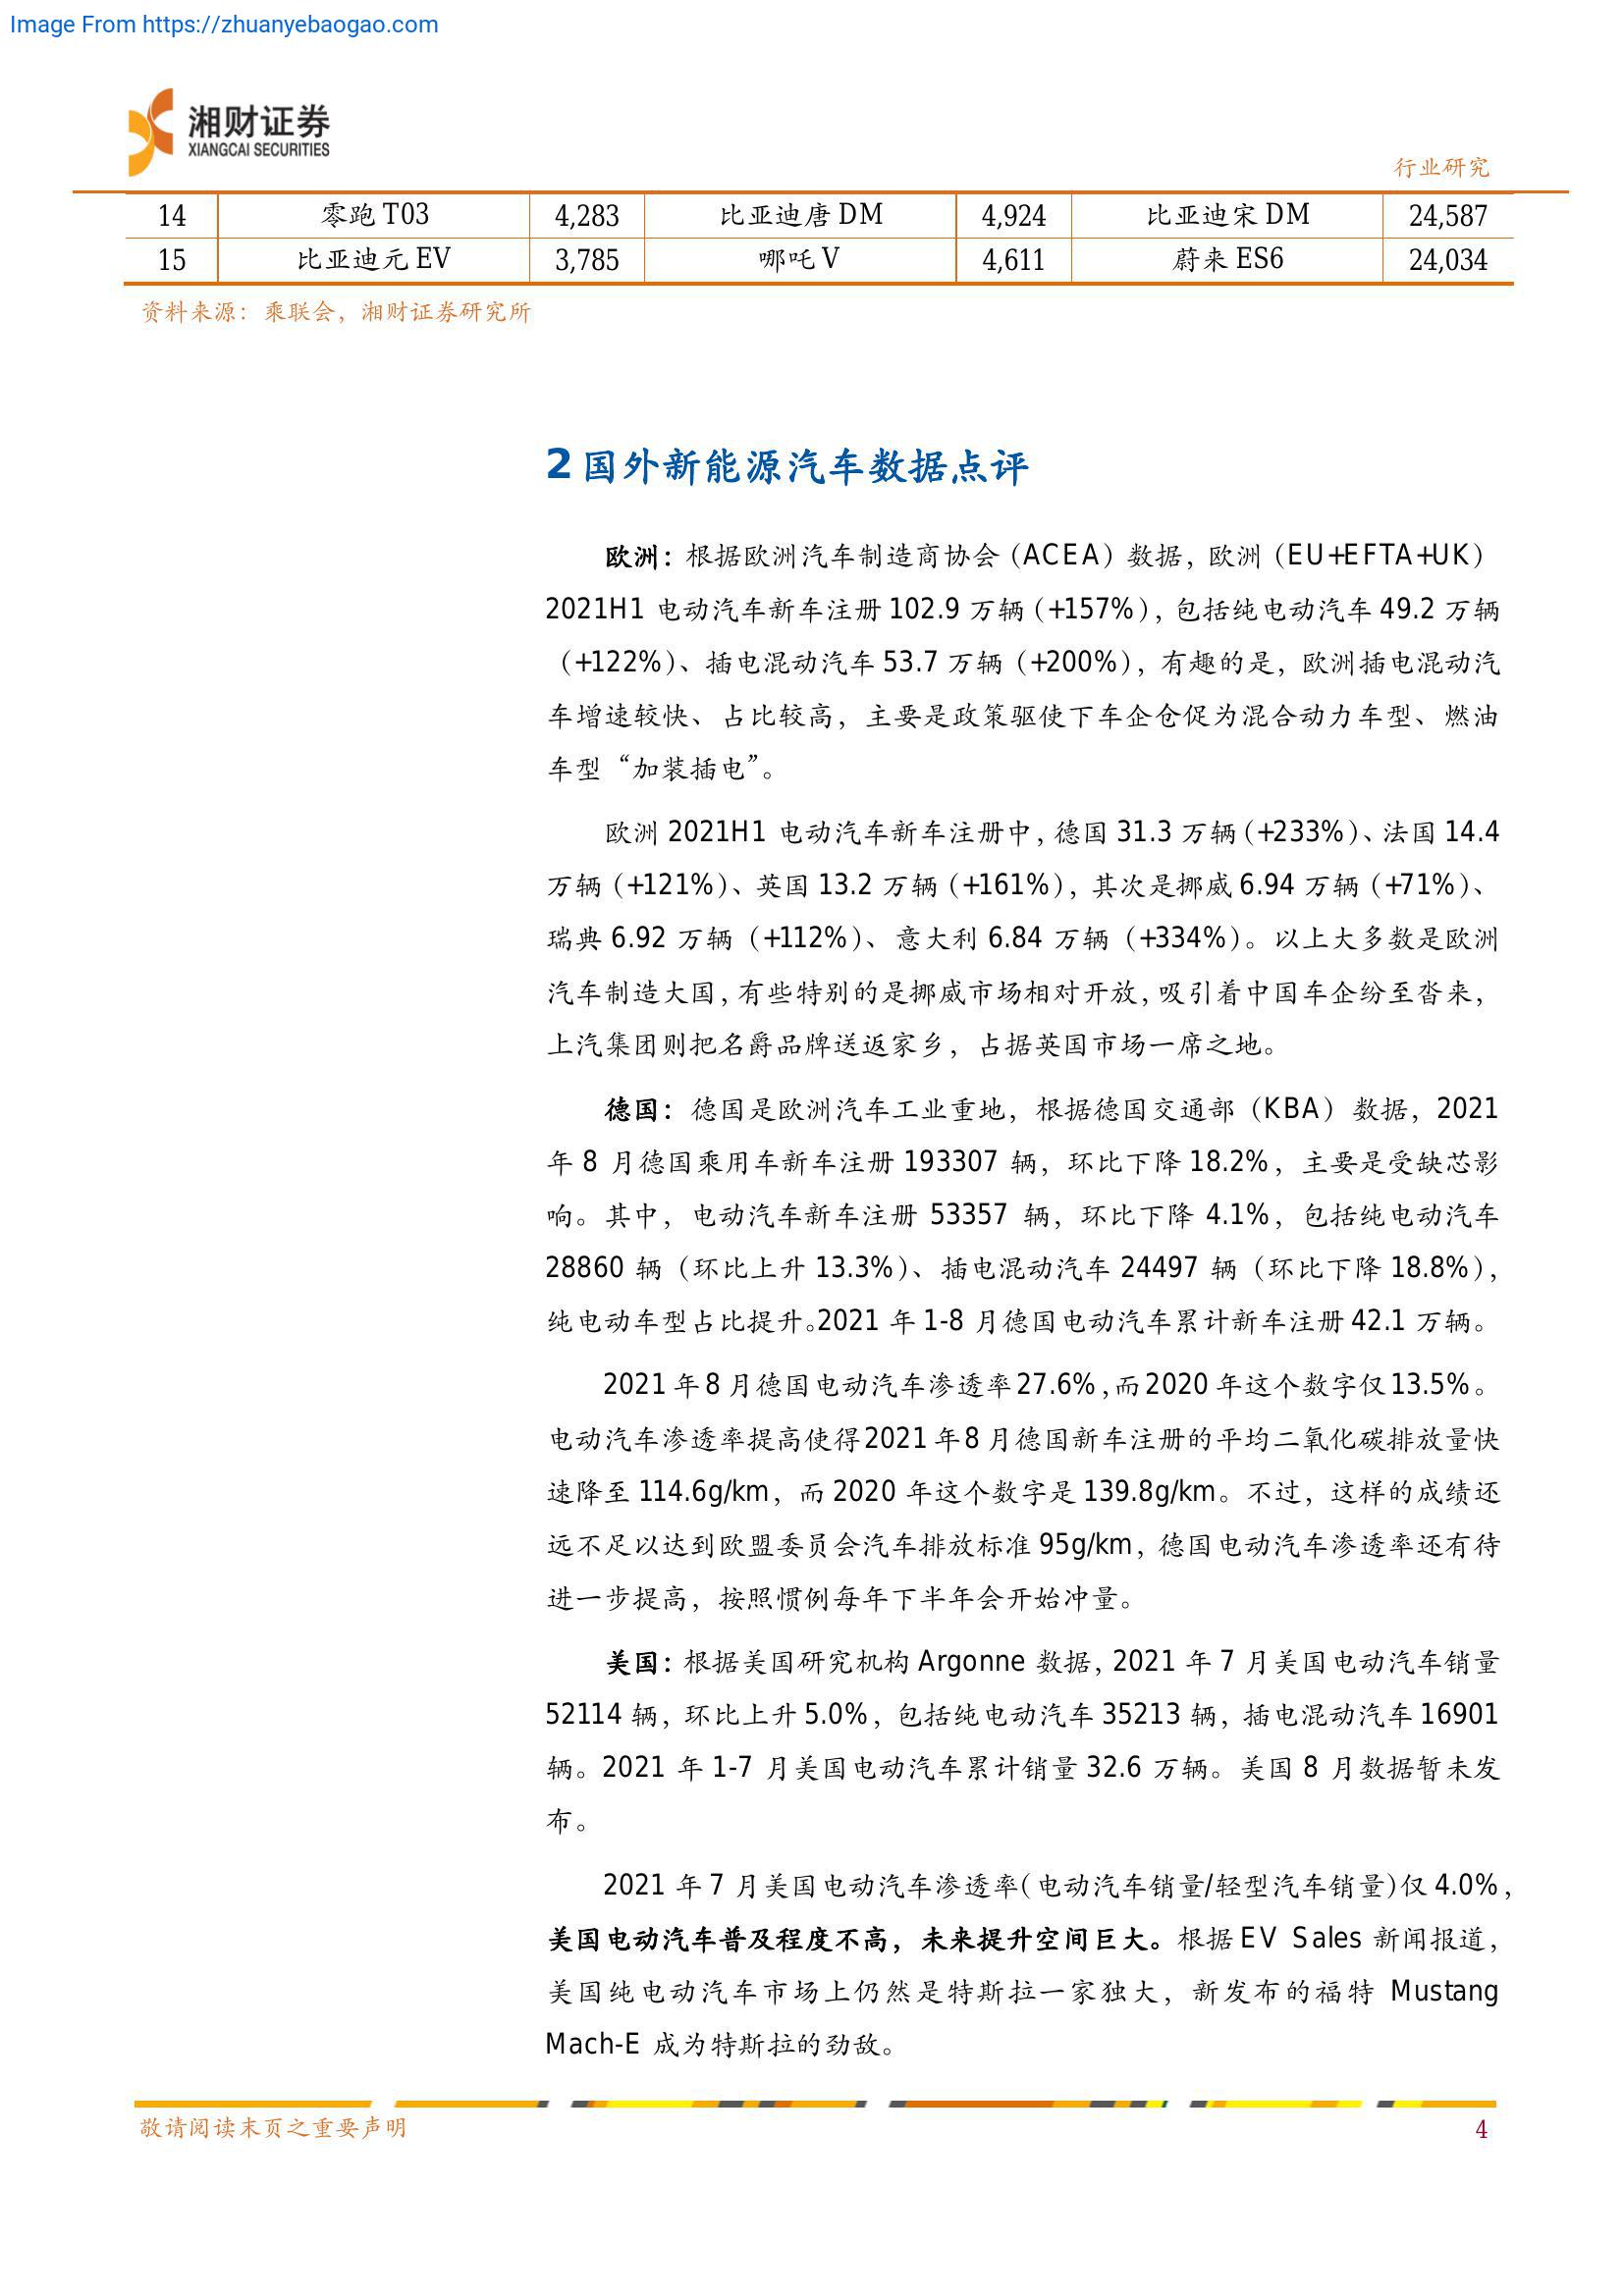 Image From https://zhuanyebaogao.com
湘财证券
XIANGCAI SECURITIES
行业研究
14 零跑 T03 4,283 比亚迪唐 DM 4,924 比亚迪宋 DM 24,587
15 比亚迪元 EV 3,785 哪吒 V 4,611 蔚来 ES6 24,034
资料来源：乘联会，湘财证券研究所
2 国外新能源汽车数据点评
欧洲：根据欧洲汽车制造商协会（ACEA）数据，欧洲（EU+EFTA+UK）
2021H1 电动汽车新车注册 102.9 万辆（+157%），包括纯电动汽车 49.2 万辆
（+122%）、插电混动汽车 53.7 万辆（+200%），有趣的是，欧洲插电混动汽
车增速较快、占比较高，主要是政策驱使下车企仓促为混合动力车型、燃油
车型“加装插电”。
欧洲 2021H1 电动汽车新车注册中，德国 31.3 万辆（+233%）、法国 14.4
万辆（+121%）、英国 13.2 万辆（+161%），其次是挪威 6.94 万辆（+71%）、
瑞典 6.92 万辆（+112%）、意大利 6.84 万辆（+334%）。以上大多数是欧洲
汽车制造大国，有些特别的是挪威市场相对开放，吸引着中国车企纷至沓来，
上汽集团则把名爵品牌送返家乡，占据英国市场一席之地。
德国：德国是欧洲汽车工业重地，根据德国交通部（KBA）数据，2021
年 8 月德国乘用车新车注册 193307 辆，环比下降 18.2%，主要是受缺芯影
响。其中，电动汽车新车注册 53357 辆，环比下降 4.1%，包括纯电动汽车
28860 辆（环比上升 13.3%）、插电混动汽车 24497 辆（环比下降 18.8%），
纯电动车型占比提升。2021 年 1-8 月德国电动汽车累计新车注册 42.1 万辆。
2021 年 8 月德国电动汽车渗透率 27.6%，而 2020 年这个数字仅 13.5%。
电动汽车渗透率提高使得 2021 年 8 月德国新车注册的平均二氧化碳排放量快
速降至 114.6g/km，而 2020 年这个数字是 139.8g/km。不过，这样的成绩还
远不足以达到欧盟委员会汽车排放标准 95g/km，德国电动汽车渗透率还有待
进一步提高，按照惯例每年下半年会开始冲量。
美国：根据美国研究机构 Argonne 数据，2021 年 7 月美国电动汽车销量
52114 辆，环比上升 5.0%，包括纯电动汽车 35213 辆，插电混动汽车 16901
辆。2021 年 1-7 月美国电动汽车累计销量 32.6 万辆。美国 8 月数据暂未发
布。
2021 年 7 月美国电动汽车渗透率（电动汽车销量/轻型汽车销量）仅 4.0%，
美国电动汽车普及程度不高，未来提升空间巨大。根据 EV Sales 新闻报道，
美国纯电动汽车市场上仍然是特斯拉一家独大，新发布的福特 Mustang
Mach-E 成为特斯拉的劲敌。
敬请阅读末页之重要声明
4